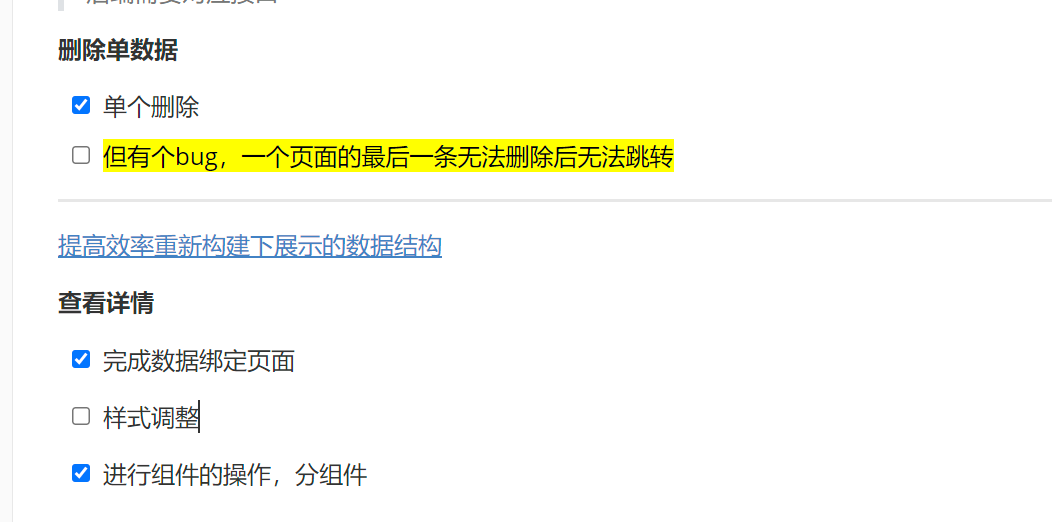 删除单数据
单个删除
但有个bug，一个页面的最后一条无法删除后无法跳转
提高效率重新构建下展示的数据结构
查看详情
完成数据绑定页面
样式调整
进行组件的操作，分组件